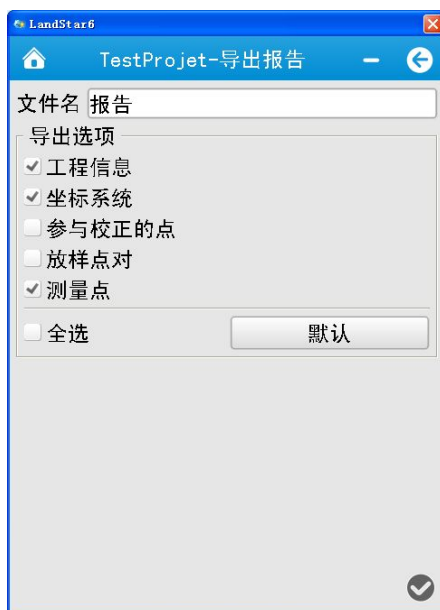 LandStar6
TestProjet-导出报告
文件名 报告
导出选项
工程信息
坐标系统
参与校正的点
放样点对
测量点
全选 默认